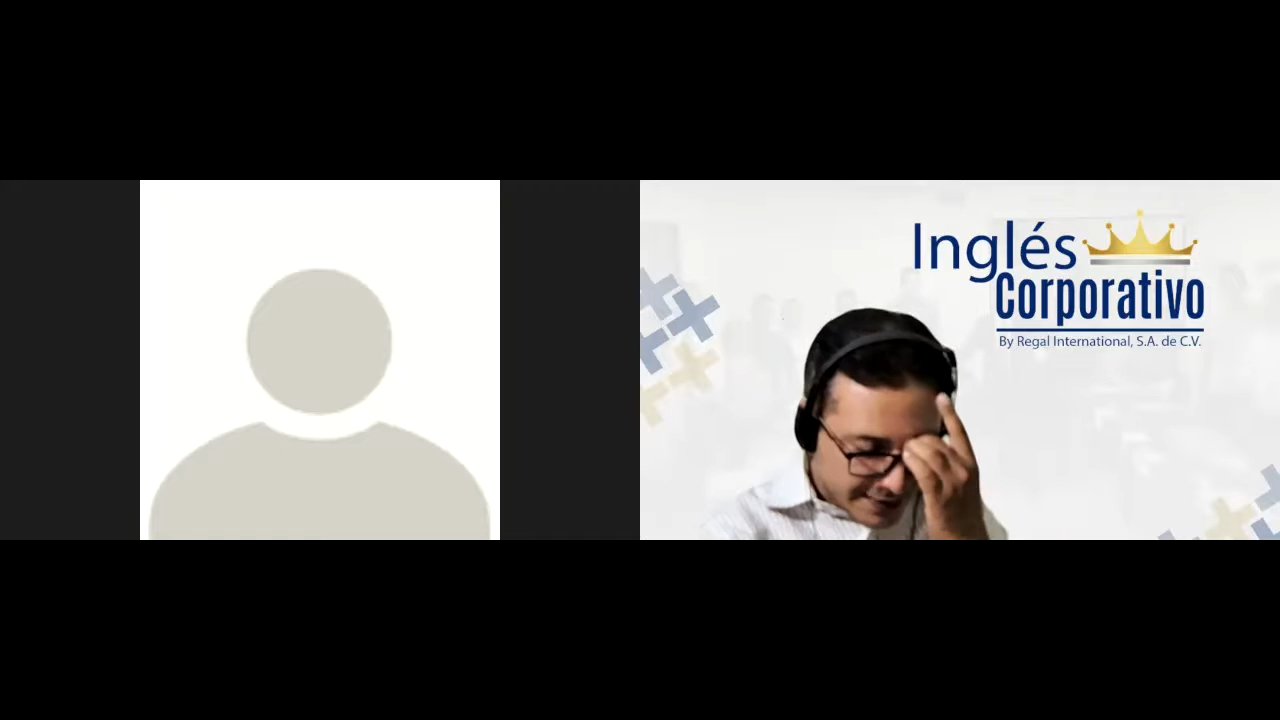 Inglés
Corporativo
By Regal International, S.A. de C.V.